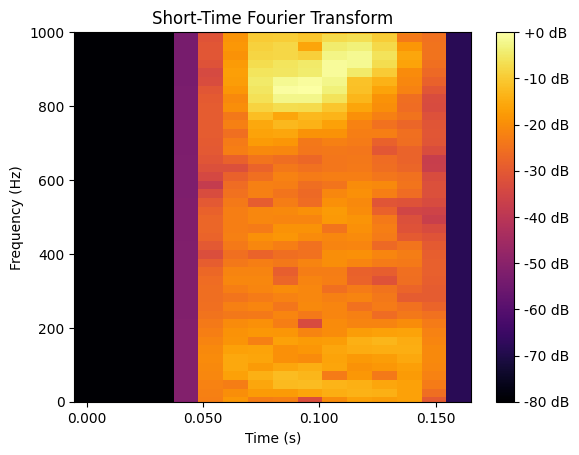 Short-Time Fourier Transform
1000
800
600
400
200
0
Frequency (Hz)
0.000
0.050
0.100
0.150
Time (s)
+0 dB
-10 dB
-20 dB
-30 dB
-40 dB
-50 dB
-60 dB
-70 dB
-80 dB